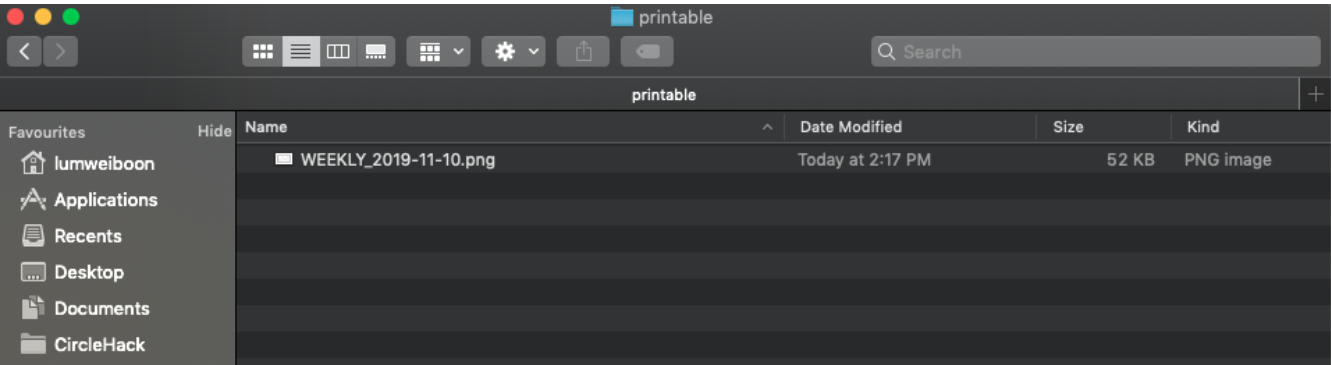 printable
Search
printable
Favourites Hide
lumweiboon
Applications
Recents
Desktop
Documents
CircleHack
Name Date Modified Size Kind
WEEKLY_2019-11-10.png Today at 2:17 PM 52 KB PNG image